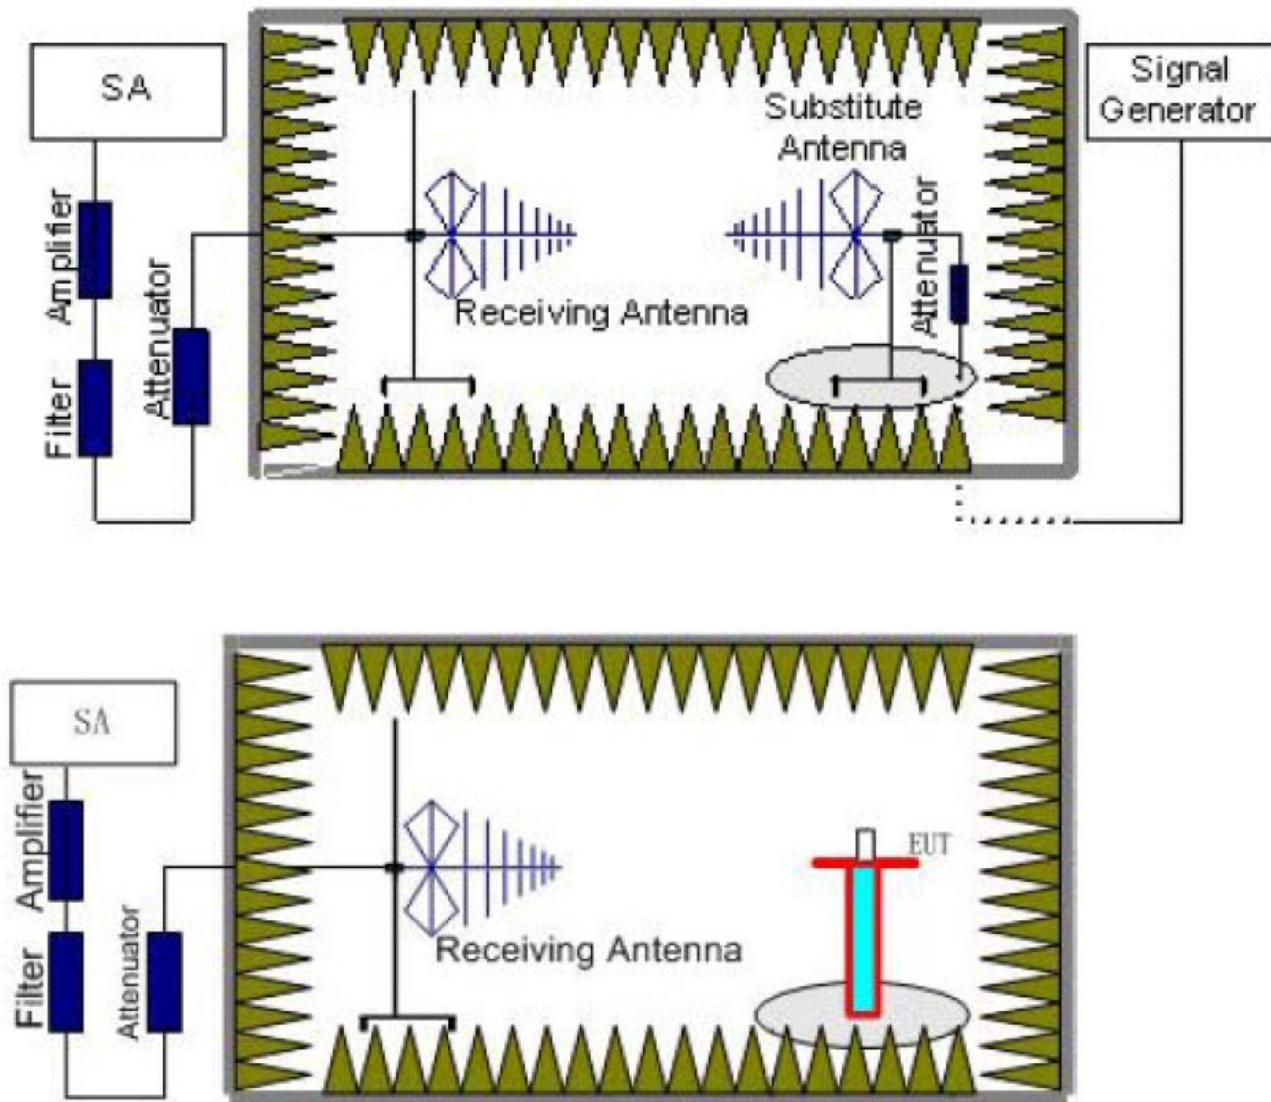 SA
Signal
Generator
Substitute
Antenna
Amplifier
Attenuator
Attenuator
Receiving Antenna
Filter
SA
Amplifier
EUT
Receiving Antenna
Filter
Attenuator